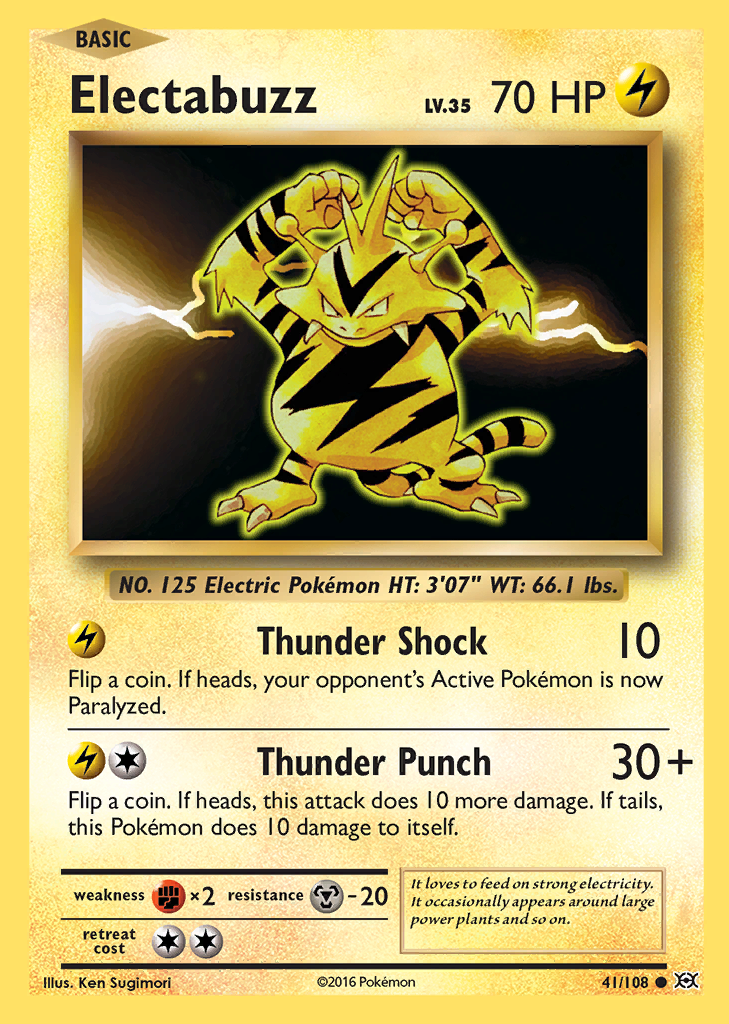 BASIC
Electabuzz LV.35 70 HP
NO. 125 Electric Pokémon HT: 3'07" WT: 66.1 lbs.
Thunder Shock 10
Flip a coin. If heads, your opponent's Active Pokémon is now
Paralyzed.
Thunder Punch 30+
Flip a coin. If heads, this attack does 10 more damage. If tails,
this Pokémon does 10 damage to itself.
weakness ×2 resistance -20
retreat
cost
It loves to feed on strong electricity.
It occasionally appears around large
power plants and so on.
Illus. Ken Sugimori ©2016 Pokémon 41/108